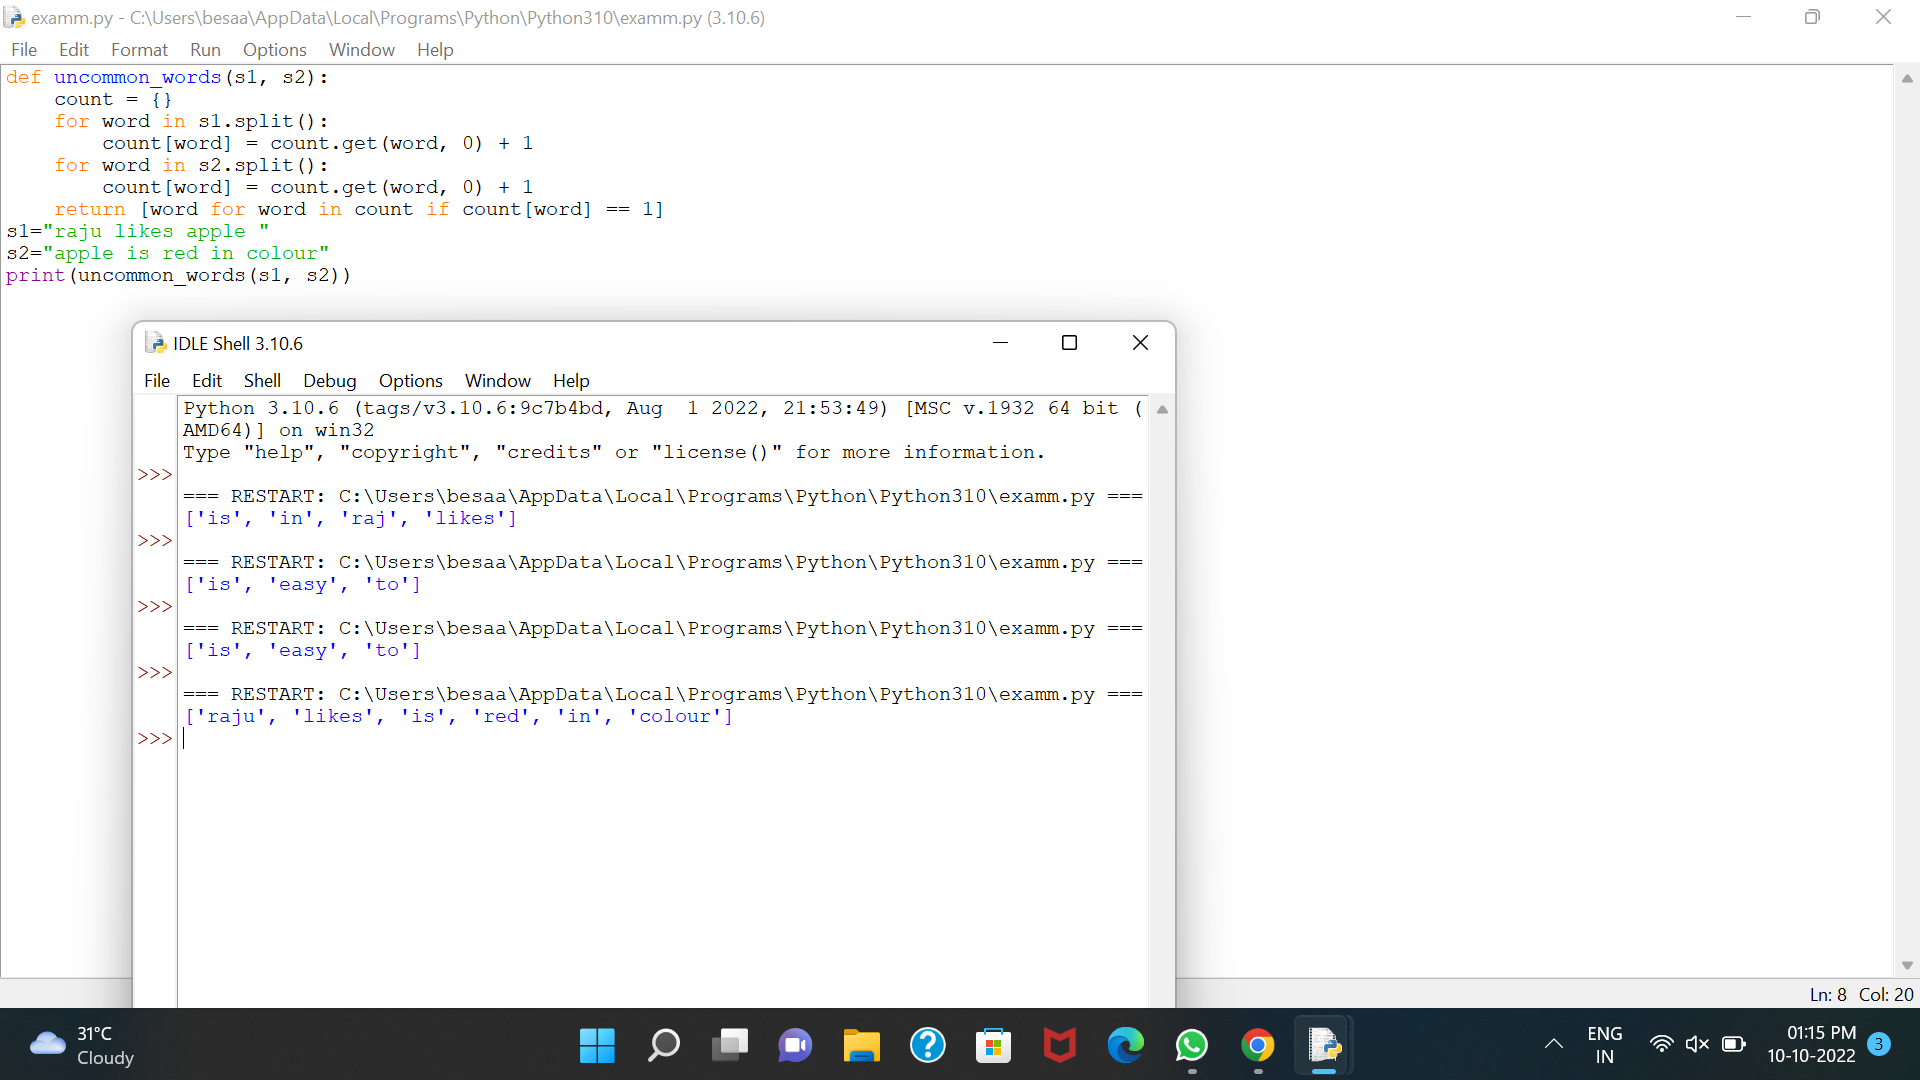 examm.py - C:\Users\besaa\AppData\Local\Programs\Python\Python310\examm.py (3.10.6)
File Edit Format Run Options Window Help
def uncommon_words(s1, s2):
    count = {}
    for word in s1.split():
        count[word] = count.get(word, 0) + 1
    for word in s2.split():
        count[word] = count.get(word, 0) + 1
    return [word for word in count if count[word] == 1]
s1="raju likes apple "
s2="apple is red in colour"
print(uncommon_words(s1, s2))
IDLE Shell 3.10.6
File Edit Shell Debug Options Window Help
Python 3.10.6 (tags/v3.10.6:9c7b4bd, Aug  1 2022, 21:53:49) [MSC v.1932 64 bit (
AMD64)] on win32
Type "help", "copyright", "credits" or "license()" for more information.
>>>
=== RESTART: C:\Users\besaa\AppData\Local\Programs\Python\Python310\examm.py ===
['is', 'in', 'raj', 'likes']
>>>
=== RESTART: C:\Users\besaa\AppData\Local\Programs\Python\Python310\examm.py ===
['is', 'easy', 'to']
>>>
=== RESTART: C:\Users\besaa\AppData\Local\Programs\Python\Python310\examm.py ===
['is', 'easy', 'to']
>>>
=== RESTART: C:\Users\besaa\AppData\Local\Programs\Python\Python310\examm.py ===
['raju', 'likes', 'is', 'red', 'in', 'colour']
>>>
Ln: 8 Col: 20
31°C
Cloudy
ENG
IN
01:15 PM
10-10-2022
3